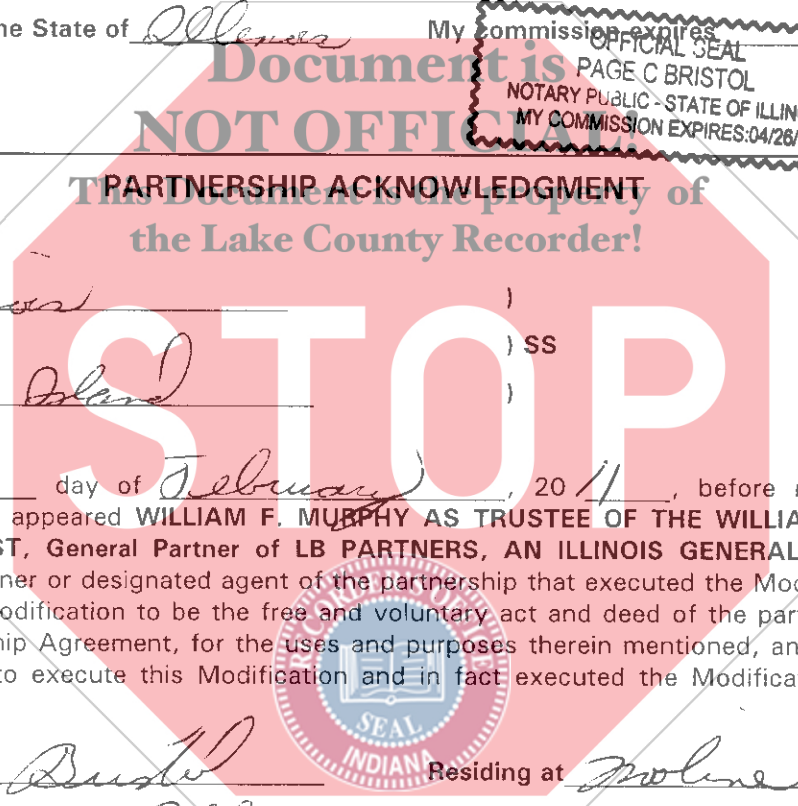 he State of Illinois My commission expires
OFFICIAL SEAL
PAGE C BRISTOL
NOTARY PUBLIC - STATE OF ILLIN
MY COMMISSION EXPIRES:04/26/
Document is
NOT OFFICIAL!
This Document is the property of
the Lake County Recorder!
PARTNERSHIP ACKNOWLEDGMENT
ois )
) SS
Island )
STOP
day of February, 20 11, before
appeared WILLIAM F. MURPHY AS TRUSTEE OF THE WILLIA
ST, General Partner of LB PARTNERS, AN ILLINOIS GENERAL
ner or designated agent of the partnership that executed the Mod
odification to be the free and voluntary act and deed of the par
hip Agreement, for the uses and purposes therein mentioned, an
to execute this Modification and in fact executed the Modifica
RECORDER'S OFFICE
SEAL
INDIANA
Bristol Residing at Moline